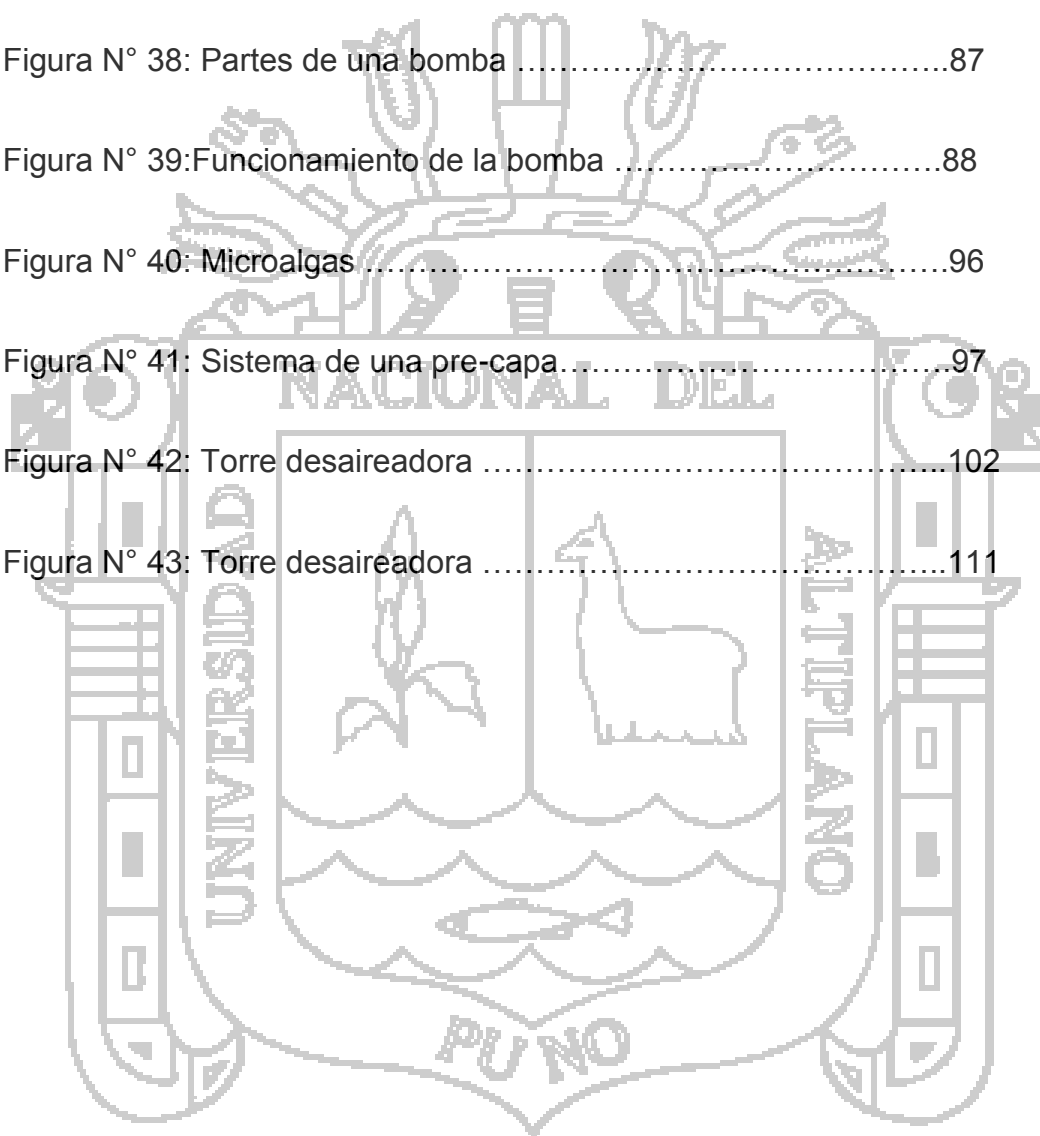 Figura N° 38: Partes de una bomba …………………………………..87
Figura N° 39:Funcionamiento de la bomba ………………………….88
Figura N° 40: Microalgas ……………………………………………….96
Figura N° 41: Sistema de una pre-capa………………………………..97
Figura N° 42: Torre desaireadora ……………………………………..102
Figura N° 43: Torre desaireadora ……………………………………..111
UNIVERSIDAD
NACIONAL DEL
ALTIPLANO
PUNO